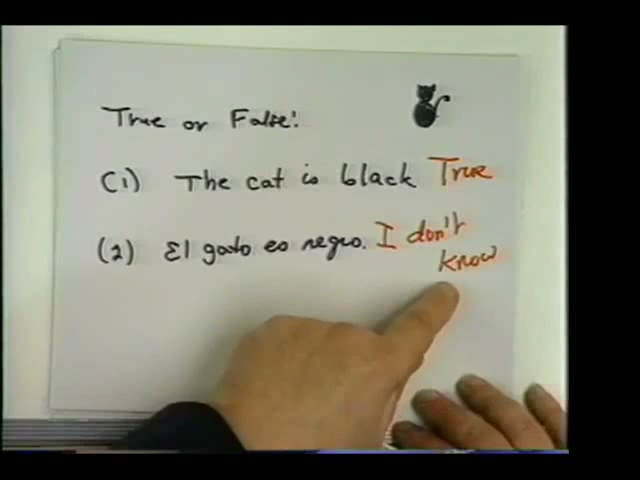 True or False:
(1) The cat is black True
(2) El gato es negro. I don't
know